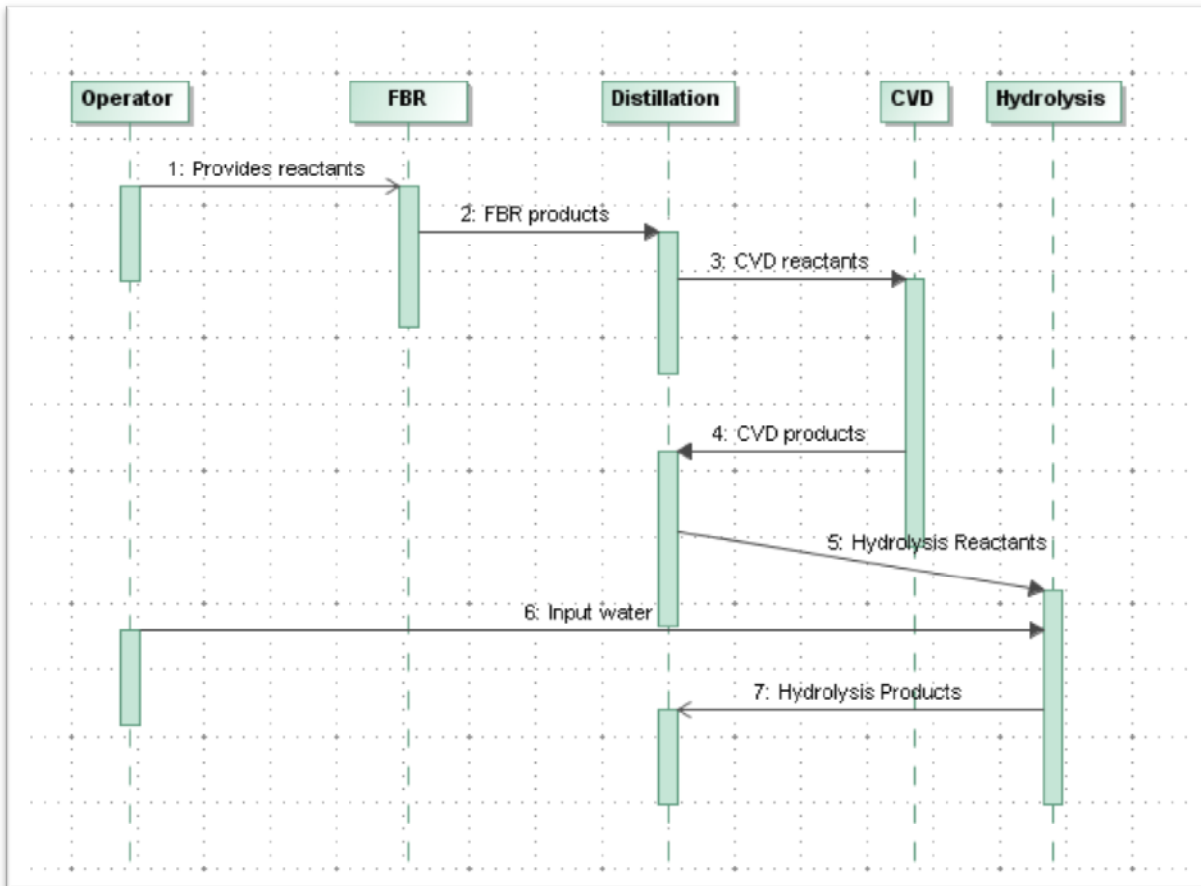 Operator
FBR
Distillation
CVD
Hydrolysis
1: Provides reactants
2: FBR products
3: CVD reactants
4: CVD products
5: Hydrolysis Reactants
6: Input water
7: Hydrolysis Products